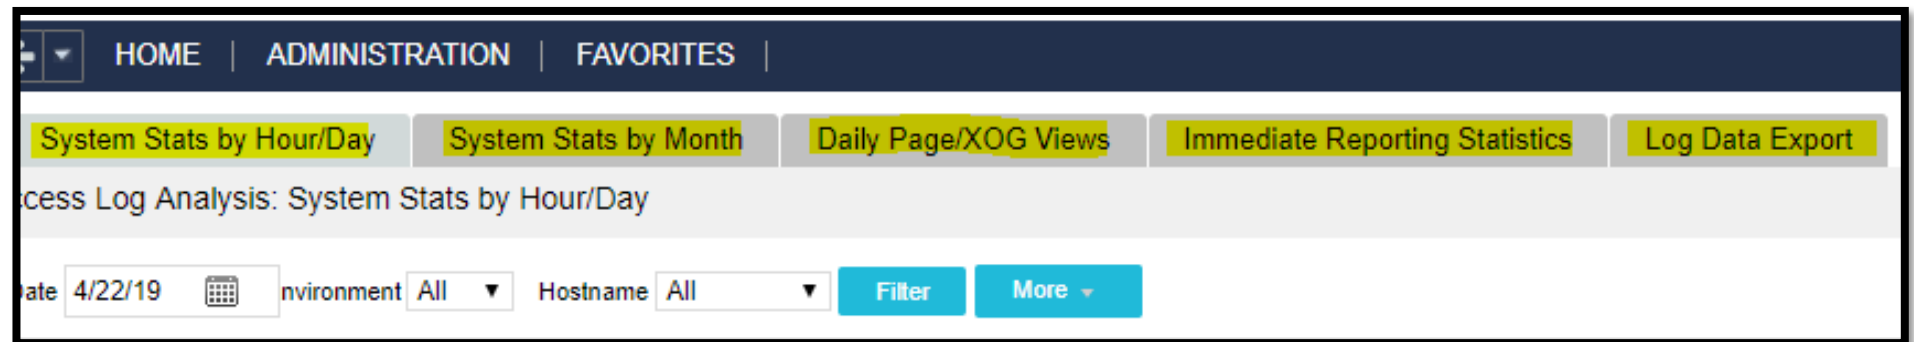 HOME | ADMINISTRATION | FAVORITES |
System Stats by Hour/Day System Stats by Month Daily Page/XOG Views Immediate Reporting Statistics Log Data Export
ccess Log Analysis: System Stats by Hour/Day
ate 4/22/19 nvironment All Hostname All Filter More